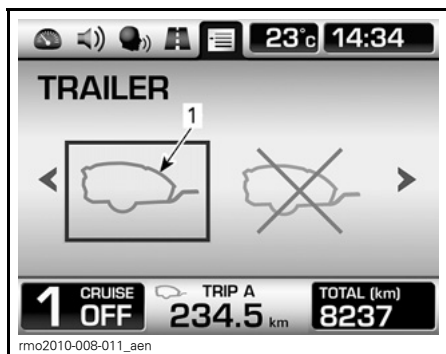 23°c 14:34
TRAILER
1
1 CRUISE OFF
TRIP A
234.5 km
TOTAL (km)
8237
rmo2010-008-011_aen